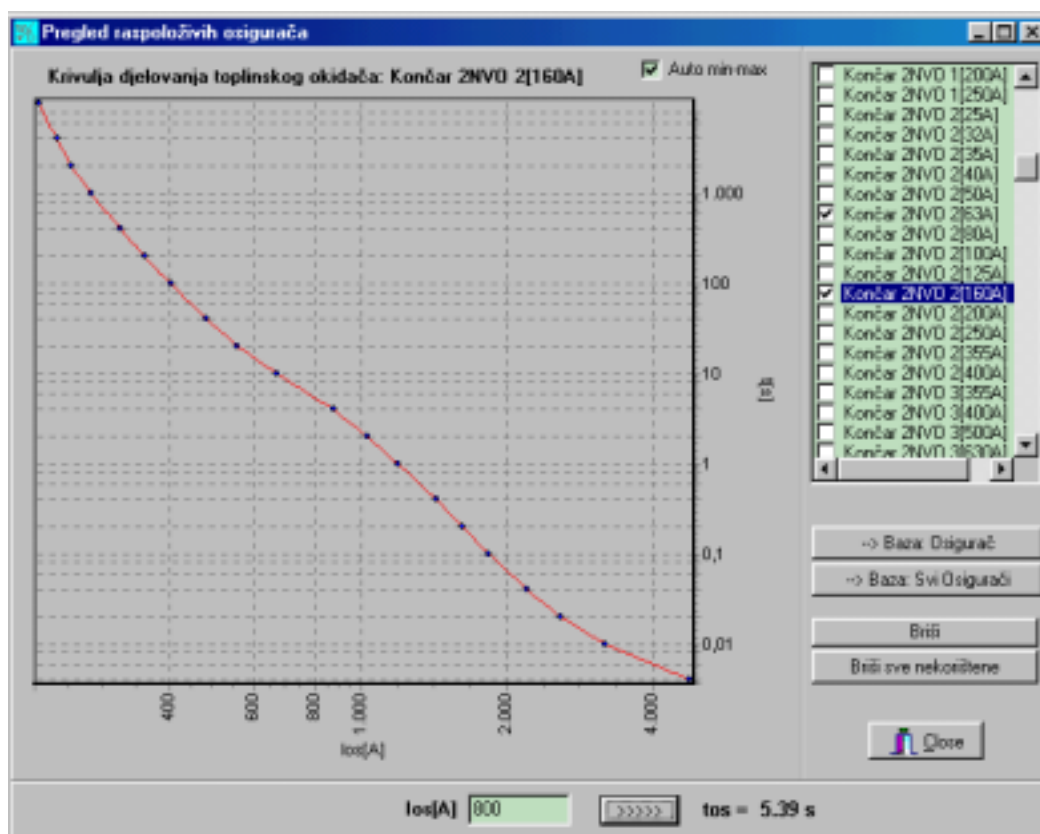 Pregled raspoloživih osigurača
Krivulja djelovanja toplinskog okidača: Končar 2NVO 2[160A]
Auto min-max
1.000
100
10
1
0,1
0,01
t[s]
400
600
800
1.000
2.000
4.000
Ios[A]
Končar 2NVO 1[200A]
Končar 2NVO 1[250A]
Končar 2NVO 2[25A]
Končar 2NVO 2[32A]
Končar 2NVO 2[35A]
Končar 2NVO 2[40A]
Končar 2NVO 2[50A]
Končar 2NVO 2[63A]
Končar 2NVO 2[80A]
Končar 2NVO 2[100A]
Končar 2NVO 2[125A]
Končar 2NVO 2[160A]
Končar 2NVO 2[200A]
Končar 2NVO 2[250A]
Končar 2NVO 2[355A]
Končar 2NVO 2[400A]
Končar 2NVO 3[355A]
Končar 2NVO 3[400A]
Končar 2NVO 3[500A]
Končar 2NVO 3[630A]
--> Baza: Osigurač
--> Baza: Svi Osigurači
Briši
Briši sve nekorištene
Close
Ios[A] 800 >>>>> tos = 5.39 s